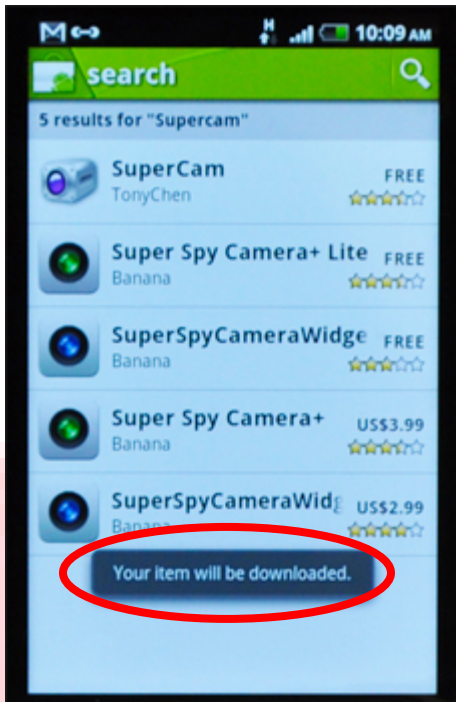 H
10:09 AM
search
5 results for "Supercam"
SuperCam
FREE
TonyChen
Super Spy Camera+ Lite
FREE
Banana
SuperSpyCameraWidge
FREE
Banana
Super Spy Camera+
US$3.99
Banana
SuperSpyCameraWidg
US$2.99
Banana
Your item will be downloaded.